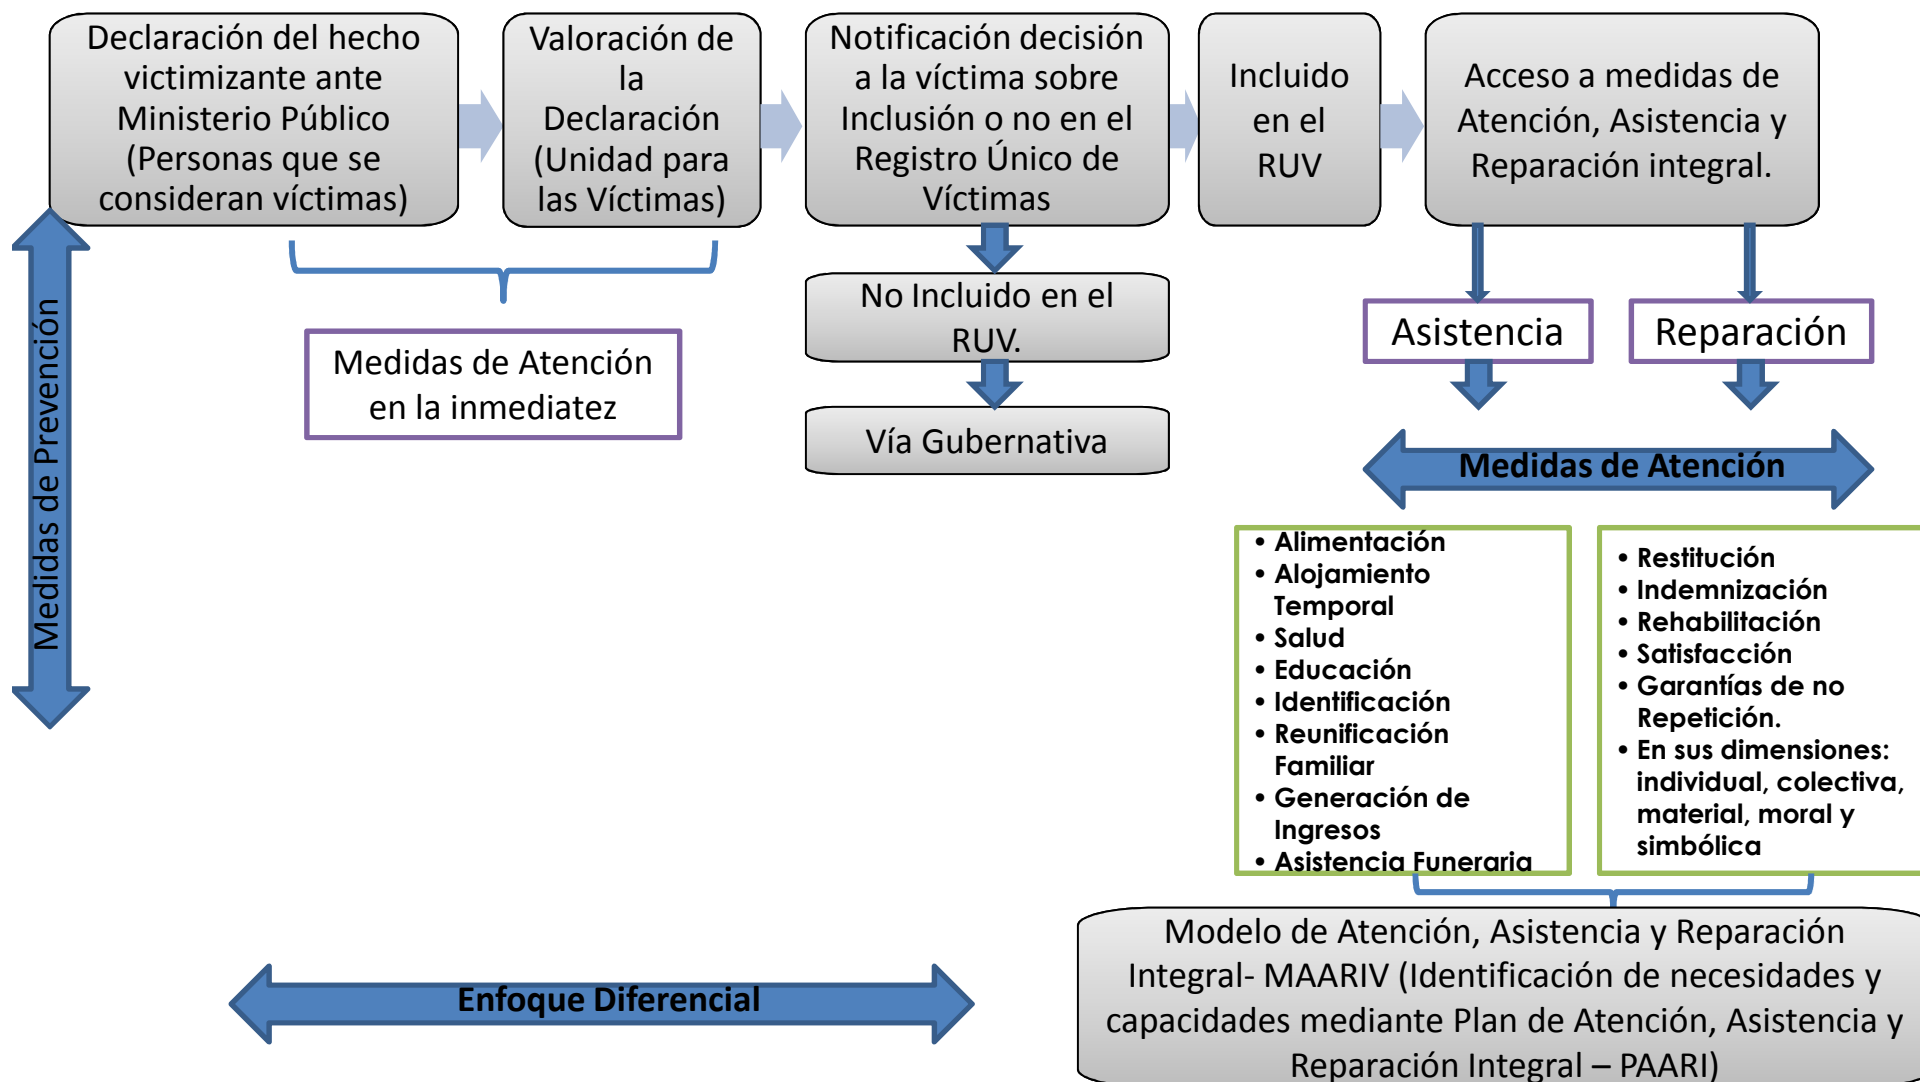 Declaración del hecho
victimizante ante
Ministerio Público
(Personas que se
consideran víctimas)
Valoración de
la
Declaración
(Unidad para
las Víctimas)
Notificación decisión
a la víctima sobre
Inclusión o no en el
Registro Único de
Víctimas
Incluido
en el
RUV
Acceso a medidas de
Atención, Asistencia y
Reparación integral.
Medidas de Prevención
Medidas de Atención
en la inmediatez
No Incluido en el
RUV.
Vía Gubernativa
Asistencia
Reparación
Medidas de Atención
• Alimentación
• Alojamiento
Temporal
• Salud
• Educación
• Identificación
• Reunificación
Familiar
• Generación de
Ingresos
• Asistencia Funeraria
• Restitución
• Indemnización
• Rehabilitación
• Satisfacción
• Garantías de no
Repetición.
• En sus dimensiones:
individual, colectiva,
material, moral y
simbólica
Enfoque Diferencial
Modelo de Atención, Asistencia y Reparación
Integral- MAARIV (Identificación de necesidades y
capacidades mediante Plan de Atención, Asistencia y
Reparación Integral – PAARI)